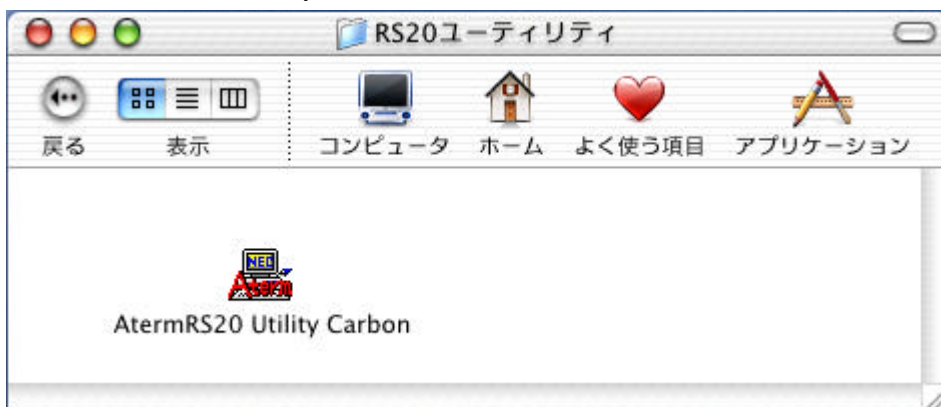 RS20ユーティリティ
戻る 表示 コンピュータ ホーム よく使う項目 アプリケーション
NEC
Aterm
AtermRS20 Utility Carbon